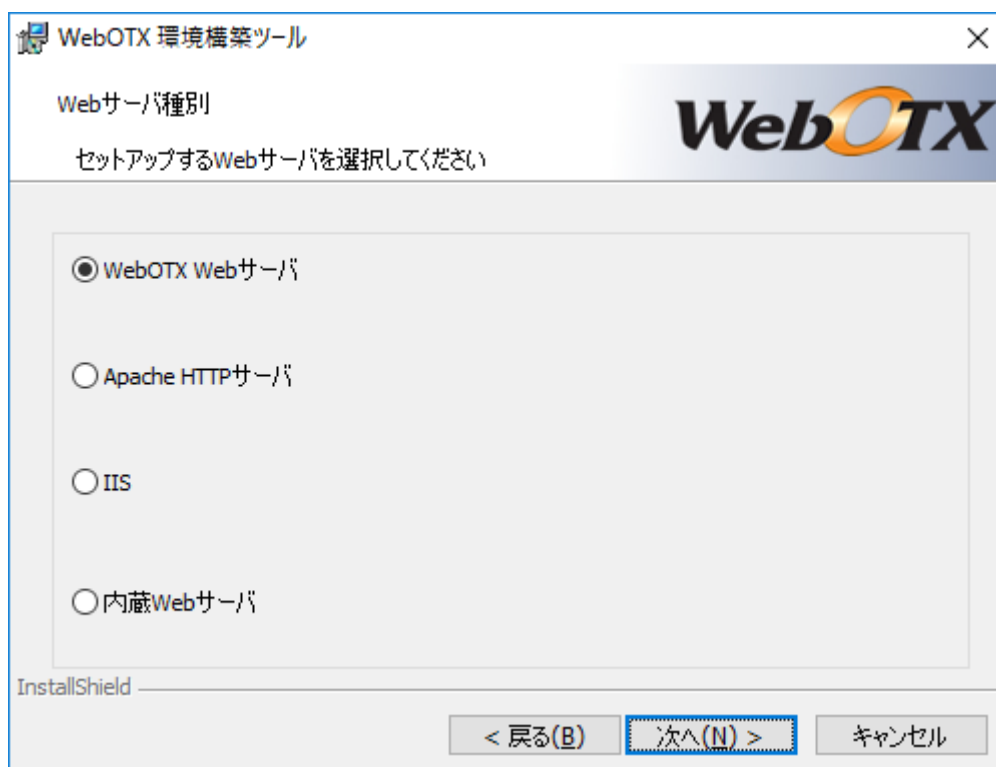 WebOTX 環境構築ツール
Webサーバ種別
WebOTX
セットアップするWebサーバを選択してください
WebOTX Webサーバ
Apache HTTPサーバ
IIS
内蔵Webサーバ
InstallShield
< 戻る(B)
次へ(N) >
キャンセル